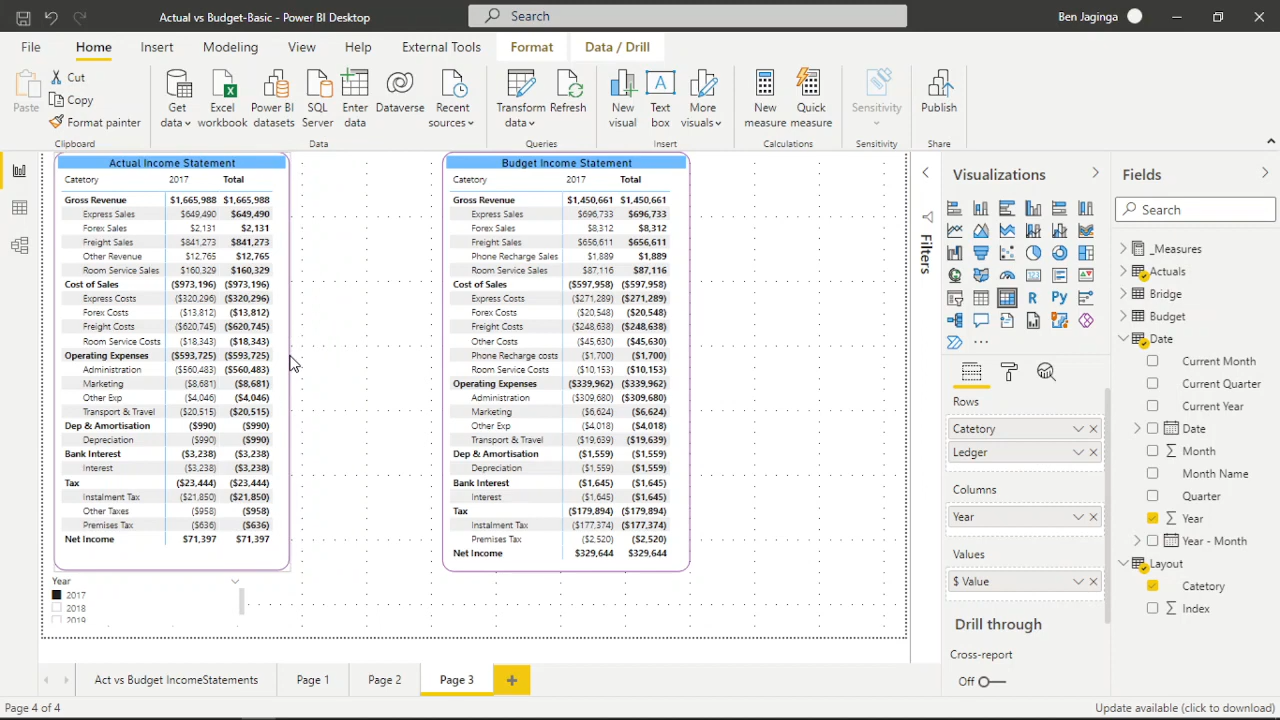 Actual vs Budget-Basic - Power BI Desktop
Search
Ben Jaginga
File
Home
Insert
Modeling
View
Help
External Tools
Format
Data / Drill
Paste
Cut
Copy
Format painter
Clipboard
Get data
Excel workbook
Power BI datasets
SQL Server
Enter data
Dataverse
Recent sources
Data
Transform data
Refresh
Queries
New visual
Text box
More visuals
Insert
New measure
Quick measure
Calculations
Sensitivity
Sensitivity
Publish
Share
Actual Income Statement
Catetory 2017 Total
Gross Revenue $1,665,988 $1,665,988
Express Sales $649,490 $649,490
Forex Sales $2,131 $2,131
Freight Sales $841,273 $841,273
Other Revenue $12,765 $12,765
Room Service Sales $160,329 $160,329
Cost of Sales ($973,196) ($973,196)
Express Costs ($320,296) ($320,296)
Forex Costs ($13,812) ($13,812)
Freight Costs ($620,745) ($620,745)
Room Service Costs ($18,343) ($18,343)
Operating Expenses ($593,725) ($593,725)
Administration ($560,483) ($560,483)
Marketing ($8,681) ($8,681)
Other Exp ($4,046) ($4,046)
Transport & Travel ($20,515) ($20,515)
Dep & Amortisation ($990) ($990)
Depreciation ($990) ($990)
Bank Interest ($3,238) ($3,238)
Interest ($3,238) ($3,238)
Tax ($23,444) ($23,444)
Instalment Tax ($21,850) ($21,850)
Other Taxes ($958) ($958)
Premises Tax ($636) ($636)
Net Income $71,397 $71,397
Year
2017
2018
2019
Budget Income Statement
Catetory 2017 Total
Gross Revenue $1,450,661 $1,450,661
Express Sales $696,733 $696,733
Forex Sales $8,312 $8,312
Freight Sales $656,611 $656,611
Phone Recharge Sales $1,889 $1,889
Room Service Sales $87,116 $87,116
Cost of Sales ($597,958) ($597,958)
Express Costs ($271,289) ($271,289)
Forex Costs ($20,548) ($20,548)
Freight Costs ($248,638) ($248,638)
Other Costs ($45,630) ($45,630)
Phone Recharge costs ($1,700) ($1,700)
Room Service Costs ($10,153) ($10,153)
Operating Expenses ($339,962) ($339,962)
Administration ($309,680) ($309,680)
Marketing ($6,624) ($6,624)
Other Exp ($4,018) ($4,018)
Transport & Travel ($19,639) ($19,639)
Dep & Amortisation ($1,559) ($1,559)
Depreciation ($1,559) ($1,559)
Bank Interest ($1,645) ($1,645)
Interest ($1,645) ($1,645)
Tax ($179,894) ($179,894)
Instalment Tax ($177,374) ($177,374)
Premises Tax ($2,520) ($2,520)
Net Income $329,644 $329,644
Filters
Visualizations
R
Py
Rows
Catetory
Ledger
Columns
Year
Values
$ Value
Drill through
Cross-report
Off
Fields
Search
_Measures
Actuals
Bridge
Budget
Date
Current Month
Current Quarter
Current Year
Date
Month
Month Name
Quarter
Year
Year - Month
Layout
Catetory
Index
Act vs Budget IncomeStatements
Page 1
Page 2
Page 3
Page 4 of 4
Update available (click to download)